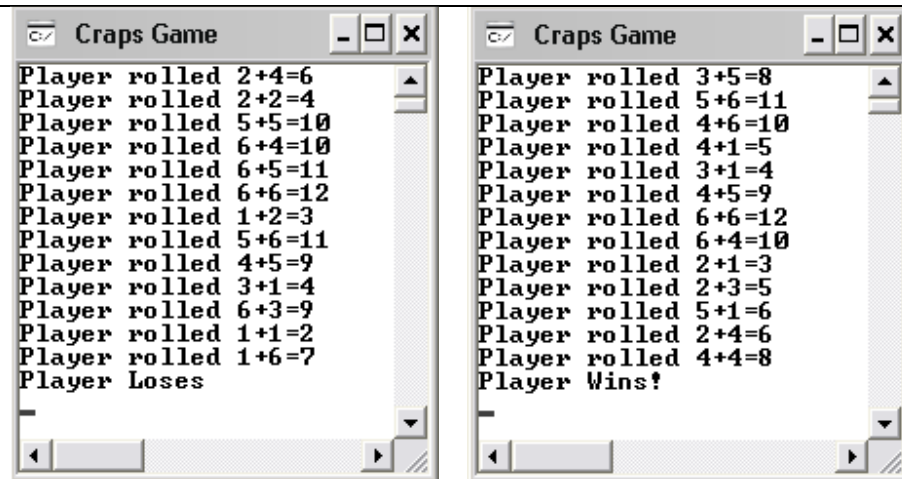 Craps Game
Player rolled 2+4=6
Player rolled 2+2=4
Player rolled 5+5=10
Player rolled 6+4=10
Player rolled 6+5=11
Player rolled 6+6=12
Player rolled 1+2=3
Player rolled 5+6=11
Player rolled 4+5=9
Player rolled 3+1=4
Player rolled 6+3=9
Player rolled 1+1=2
Player rolled 1+6=7
Player Loses
Craps Game
Player rolled 3+5=8
Player rolled 5+6=11
Player rolled 4+6=10
Player rolled 4+1=5
Player rolled 3+1=4
Player rolled 4+5=9
Player rolled 6+6=12
Player rolled 6+4=10
Player rolled 2+1=3
Player rolled 2+3=5
Player rolled 5+1=6
Player rolled 2+4=6
Player rolled 4+4=8
Player Wins!